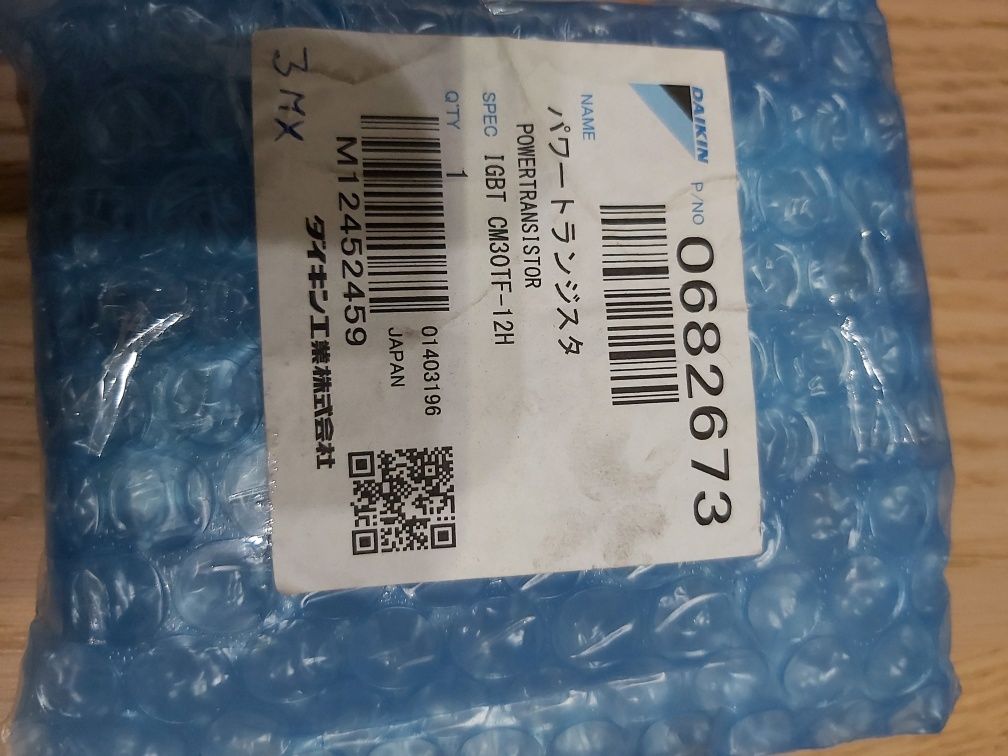 DAIKIN P/NO 0682673
NAME
パワートランジスタ
POWERTRANSISTOR
SPEC IGBT CM30TF-12H
Q'TY 1
01403196
JAPAN
M12452459
ダイキン工業株式会社
3MX